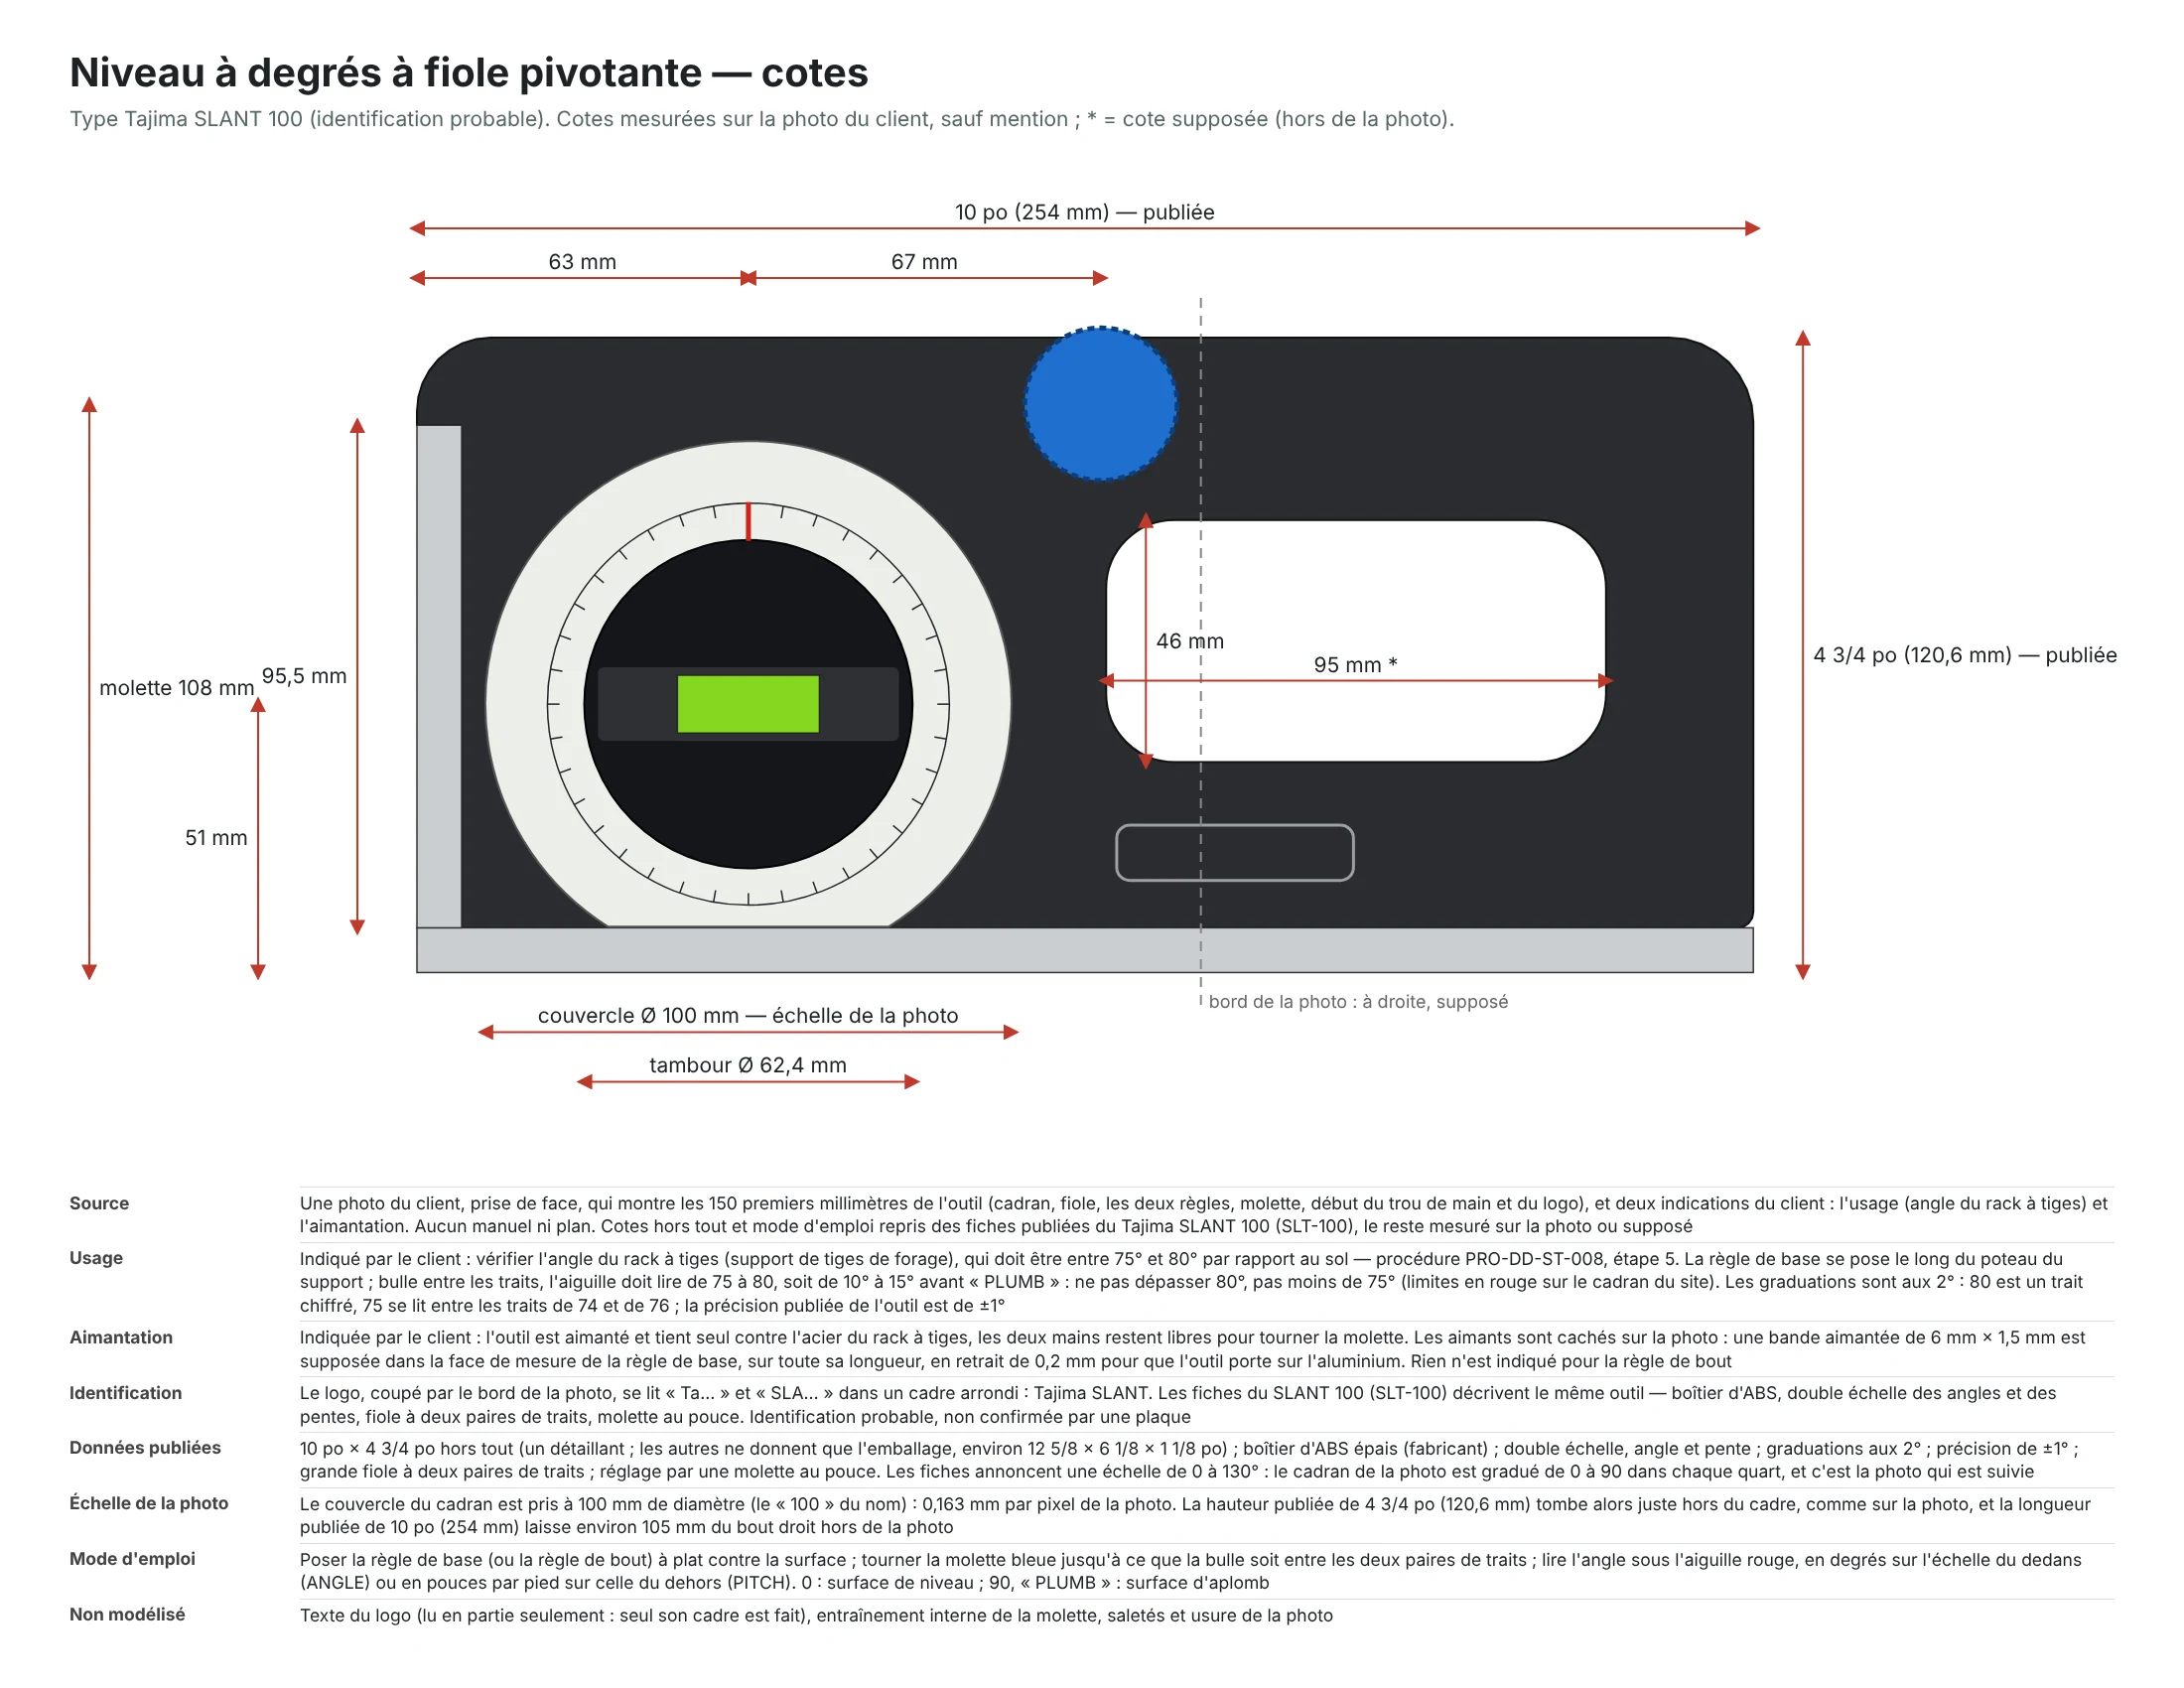 Niveau à degrés à fiole pivotante — cotes
Type Tajima SLANT 100 (identification probable). Cotes mesurées sur la photo du client, sauf mention ; * = cote supposée (hors de la photo).
10 po (254 mm) — publiée
63 mm
67 mm
46 mm
95 mm *
4 3/4 po (120,6 mm) — publiée
95,5 mm
molette 108 mm
51 mm
bord de la photo : à droite, supposé
couvercle Ø 100 mm — échelle de la photo
tambour Ø 62,4 mm
Source
Une photo du client, prise de face, qui montre les 150 premiers millimètres de l'outil (cadran, fiole, les deux règles, molette, début du trou de main et du logo), et deux indications du client : l'usage (angle du rack à tiges) et
l'aimantation. Aucun manuel ni plan. Cotes hors tout et mode d'emploi repris des fiches publiées du Tajima SLANT 100 (SLT-100), le reste mesuré sur la photo ou supposé
Usage
Indiqué par le client : vérifier l'angle du rack à tiges (support de tiges de forage), qui doit être entre 75° et 80° par rapport au sol — procédure PRO-DD-ST-008, étape 5. La règle de base se pose le long du poteau du
support ; bulle entre les traits, l'aiguille doit lire de 75 à 80, soit de 10° à 15° avant « PLUMB » : ne pas dépasser 80°, pas moins de 75° (limites en rouge sur le cadran du site). Les graduations sont aux 2° : 80 est un trait
chiffré, 75 se lit entre les traits de 74 et de 76 ; la précision publiée de l'outil est de ±1°
Aimantation
Indiquée par le client : l'outil est aimanté et tient seul contre l'acier du rack à tiges, les deux mains restent libres pour tourner la molette. Les aimants sont cachés sur la photo : une bande aimantée de 6 mm × 1,5 mm est
supposée dans la face de mesure de la règle de base, sur toute sa longueur, en retrait de 0,2 mm pour que l'outil porte sur l'aluminium. Rien n'est indiqué pour la règle de bout
Identification
Le logo, coupé par le bord de la photo, se lit « Ta... » et « SLA... » dans un cadre arrondi : Tajima SLANT. Les fiches du SLANT 100 (SLT-100) décrivent le même outil — boîtier d'ABS, double échelle des angles et des
pentes, fiole à deux paires de traits, molette au pouce. Identification probable, non confirmée par une plaque
Données publiées
10 po × 4 3/4 po hors tout (un détaillant ; les autres ne donnent que l'emballage, environ 12 5/8 × 6 1/8 × 1 1/8 po) ; boîtier d'ABS épais (fabricant) ; double échelle, angle et pente ; graduations aux 2° ; précision de ±1° ;
grande fiole à deux paires de traits ; réglage par une molette au pouce. Les fiches annoncent une échelle de 0 à 130° : le cadran de la photo est gradué de 0 à 90 dans chaque quart, et c'est la photo qui est suivie
Échelle de la photo
Le couvercle du cadran est pris à 100 mm de diamètre (le « 100 » du nom) : 0,163 mm par pixel de la photo. La hauteur publiée de 4 3/4 po (120,6 mm) tombe alors juste hors du cadre, comme sur la photo, et la longueur
publiée de 10 po (254 mm) laisse environ 105 mm du bout droit hors de la photo
Mode d'emploi
Poser la règle de base (ou la règle de bout) à plat contre la surface ; tourner la molette bleue jusqu'à ce que la bulle soit entre les deux paires de traits ; lire l'angle sous l'aiguille rouge, en degrés sur l'échelle du dedans
(ANGLE) ou en pouces par pied sur celle du dehors (PITCH). 0 : surface de niveau ; 90, « PLUMB » : surface d'aplomb
Non modélisé
Texte du logo (lu en partie seulement : seul son cadre est fait), entraînement interne de la molette, saletés et usure de la photo